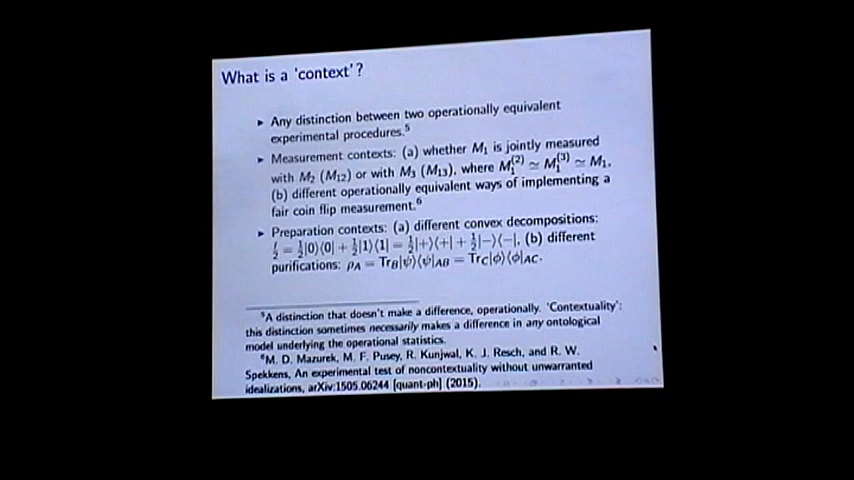 What is a 'context'?
▸ Any distinction between two operationally equivalent
experimental procedures.⁵
▸ Measurement contexts: (a) whether M₁ is jointly measured
with M₂ (M₁₂) or with M₃ (M₁₃), where M₁⁽²⁾ ≃ M₁⁽³⁾ ≃ M₁,
(b) different operationally equivalent ways of implementing a
fair coin flip measurement.⁶
▸ Preparation contexts: (a) different convex decompositions:
I/2 = ½|0⟩⟨0| + ½|1⟩⟨1| = ½|+⟩⟨+| + ½|−⟩⟨−|, (b) different
purifications: ρ_A = Tr_B|ψ⟩⟨ψ|_AB = Tr_C|ϕ⟩⟨ϕ|_AC.
⁵A distinction that doesn't make a difference, operationally. 'Contextuality':
this distinction sometimes necessarily makes a difference in any ontological
model underlying the operational statistics.
⁶M. D. Mazurek, M. F. Pusey, R. Kunjwal, K. J. Resch, and R. W.
Spekkens, An experimental test of noncontextuality without unwarranted
idealizations, arXiv:1505.06244 [quant-ph] (2015).